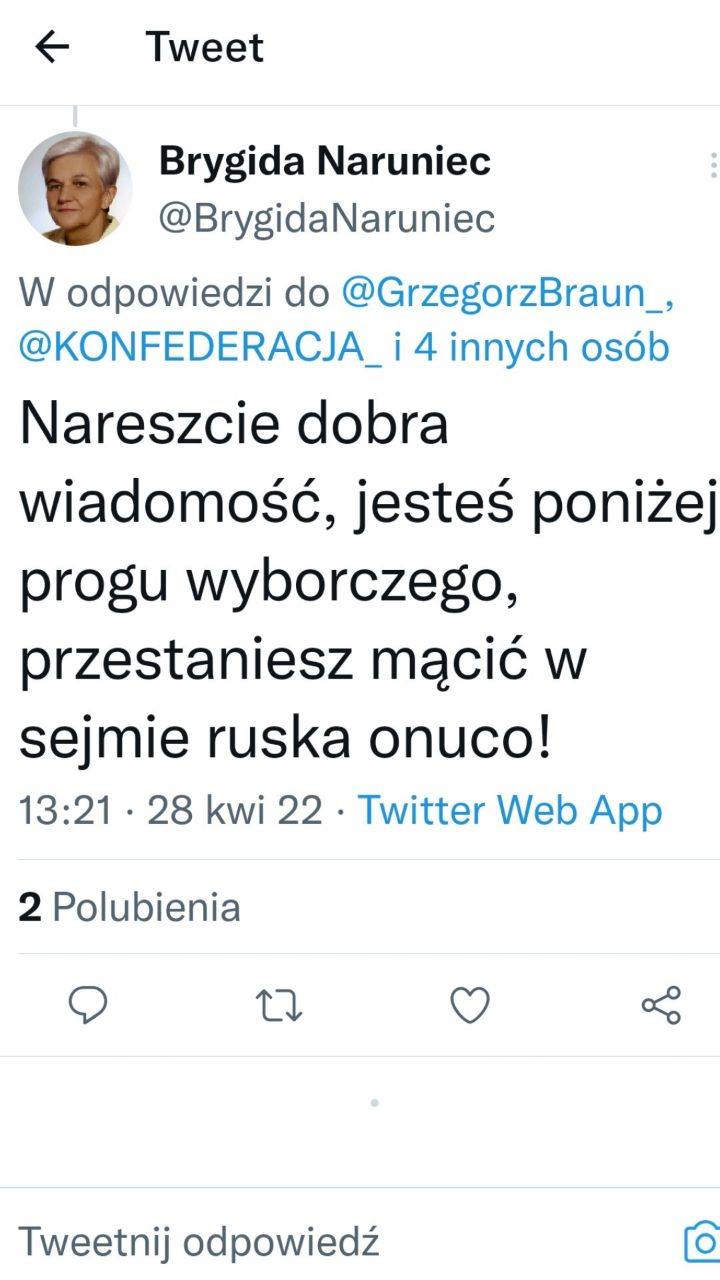 Tweet
Brygida Naruniec
@BrygidaNaruniec
W odpowiedzi do @GrzegorzBraun_,
@KONFEDERACJA_ i 4 innych osób
Nareszcie dobra
wiadomość, jesteś poniżej
progu wyborczego,
przestaniesz mącić w
sejmie ruska onuco!
13:21 · 28 kwi 22 · Twitter Web App
2 Polubienia
Tweetnij odpowiedź